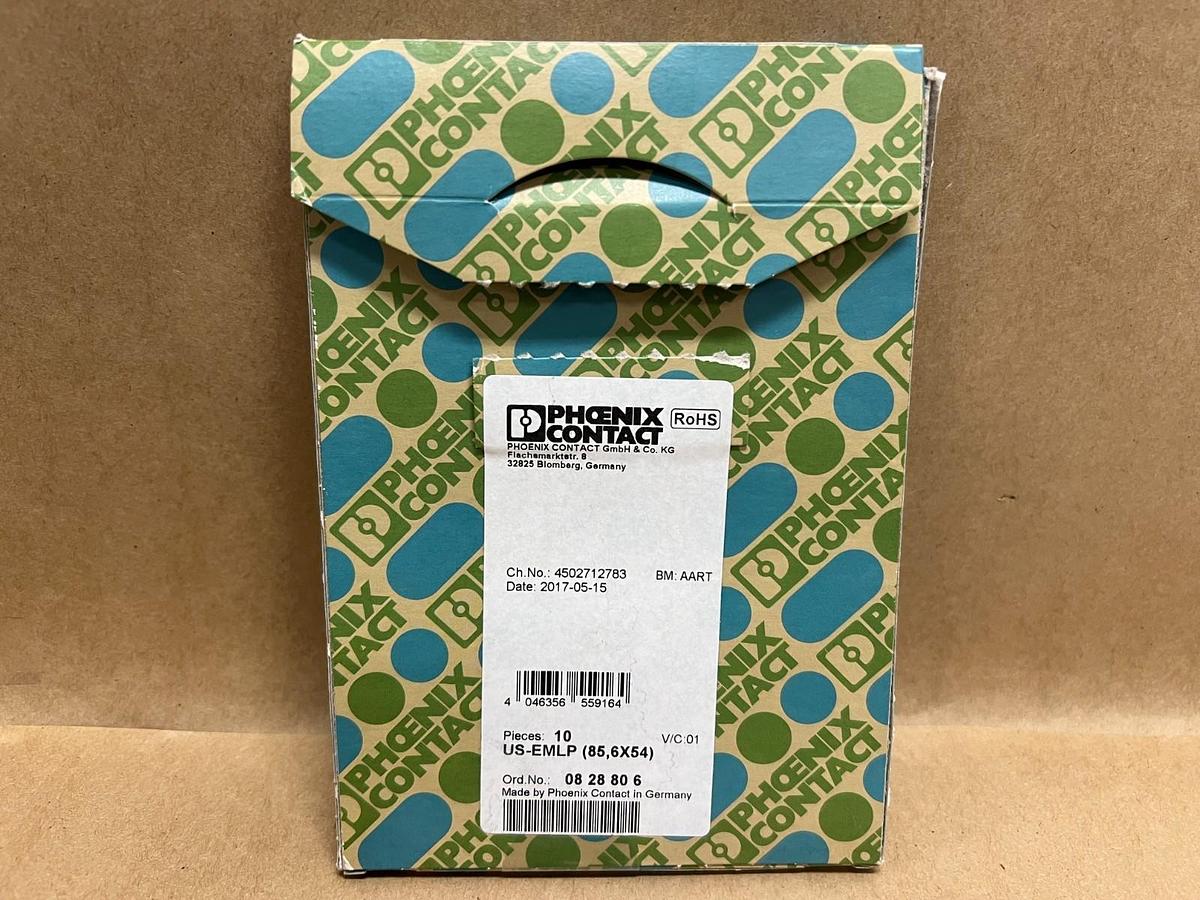 PHŒNIX
CONTACT
RoHS
PHOENIX CONTACT GmbH & Co. KG
Flachsmarktstr. 8
32825 Blomberg, Germany
Ch.No.: 4502712783 BM: AART
Date: 2017-05-15
4 046356 559164
Pieces: 10 V/C:01
US-EMLP (85,6X54)
Ord.No.: 08 28 80 6
Made by Phoenix Contact in Germany